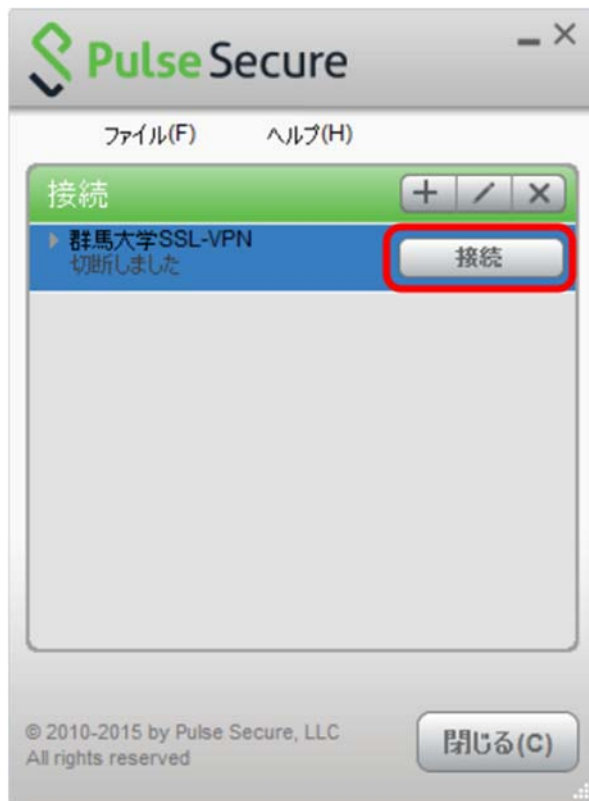 Pulse Secure
ファイル(F) ヘルプ(H)
接続
群馬大学SSL-VPN
切断しました
接続
© 2010-2015 by Pulse Secure, LLC
All rights reserved
閉じる(C)